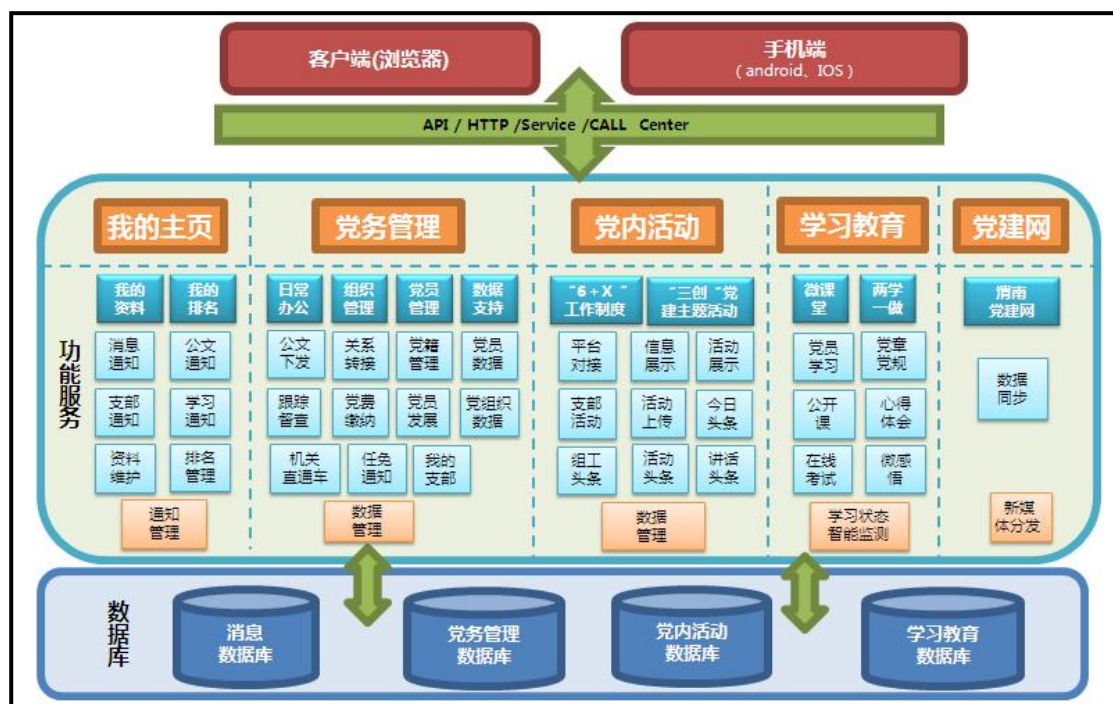 客户端(浏览器)
手机端
（android、IOS）
API / HTTP /Service /CALL Center
功能服务
我的主页
党务管理
党内活动
学习教育
党建网
我的
资料
我的
排名
日常
办公
组织
管理
党员
管理
数据
支持
“6+X”
工作制度
“三创“党
建主题活动
微课
堂
两学
一做
渭南
党建网
消息
通知
公文
通知
公文
下发
关系
转接
党籍
管理
党员
数据
平台
对接
信息
展示
活动
展示
党员
学习
党章
党规
数据
同步
支部
通知
学习
通知
跟踪
督查
党费
缴纳
党员
发展
党组织
数据
支部
活动
活动
上传
今日
头条
公开
课
心得
体会
资料
维护
排名
管理
机关
直通车
任免
通知
我的
支部
组工
头条
活动
头条
讲话
头条
在线
考试
微感
悟
通知
管理
数据
管理
数据
管理
学习状态
智能监测
新媒
体分发
数据库
消息
数据库
党务管理
数据库
党内活动
数据库
学习教育
数据库